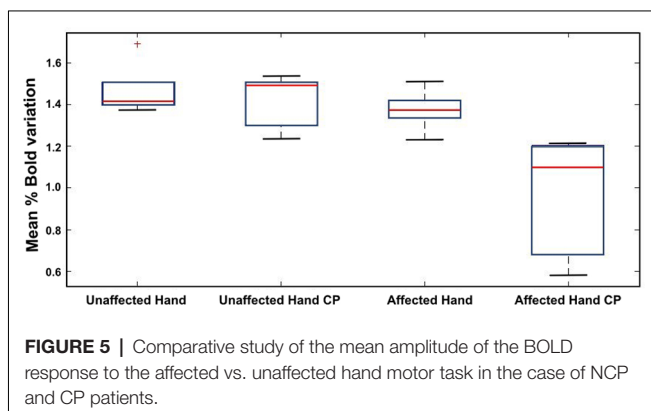 Mean % Bold variation
1.6
1.4
1.2
1.0
0.6
Unaffected Hand Unaffected Hand CP Affected Hand Affected Hand CP
FIGURE 5 | Comparative study of the mean amplitude of the BOLD
response to the affected vs. unaffected hand motor task in the case of NCP
and CP patients.